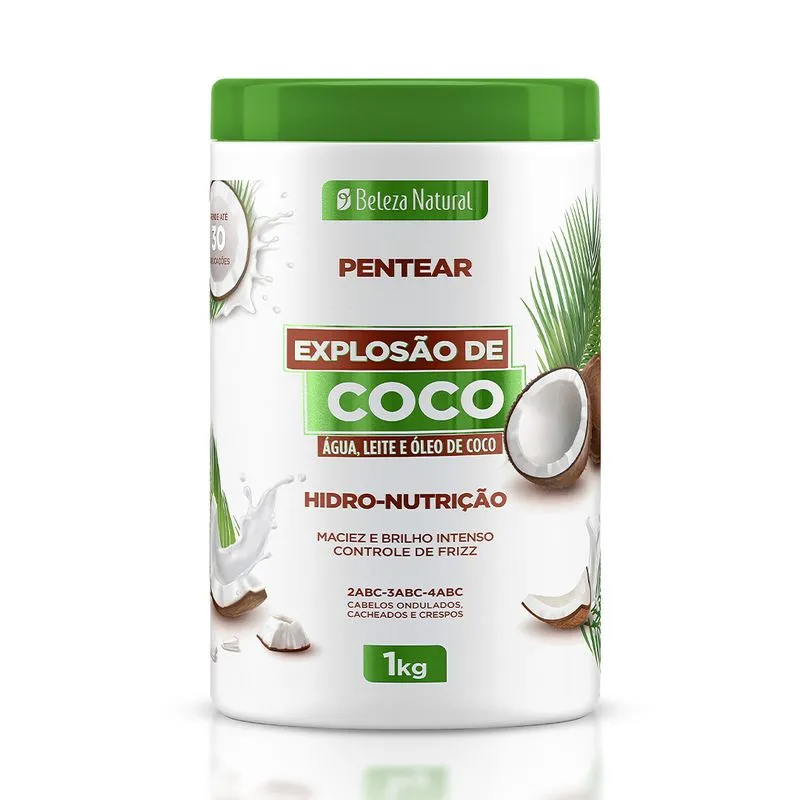 Beleza Natural
PENTEAR
ATÉ
30
EXPLOSÃO DE
COCO
ÁGUA, LEITE E ÓLEO DE COCO
HIDRO-NUTRIÇÃO
MACIEZ E BRILHO INTENSO
CONTROLE DE FRIZZ
2ABC-3ABC-4ABC
CABELOS ONDULADOS,
CACHEADOS E CRESPOS
1kg